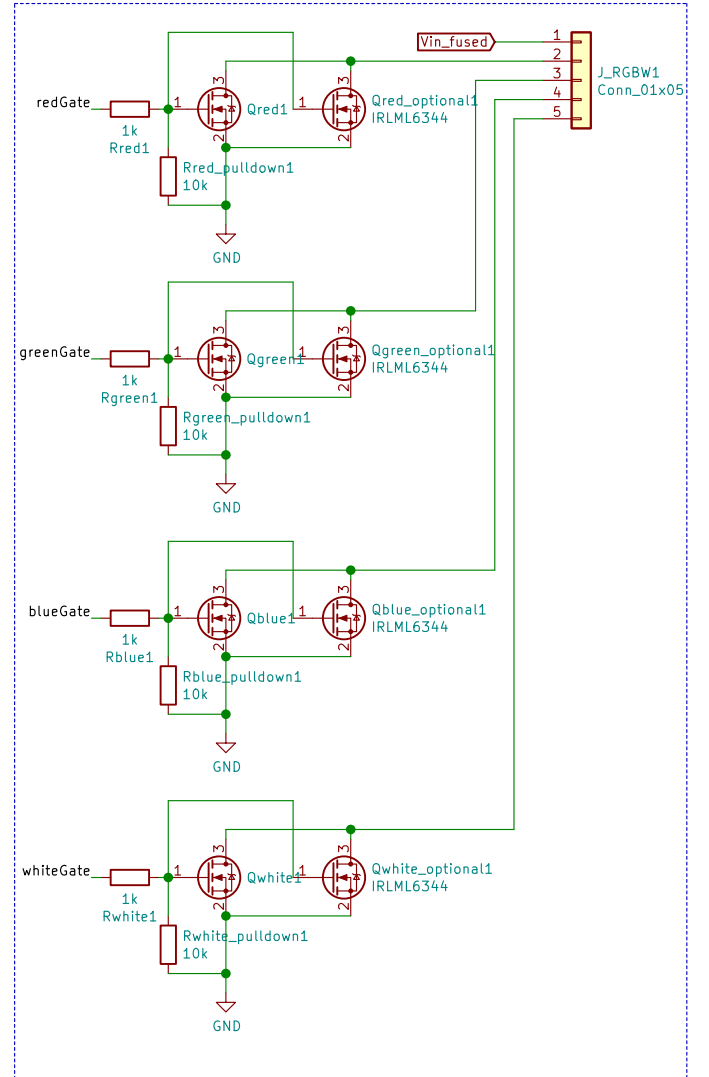 Vin_fused
1
2
3
4
5
J_RGBW1
Conn_01x05
redGate
1k
Rred1
1
3
2
Qred1
1
3
2
Qred_optional1
IRLML6344
Rred_pulldown1
10k
GND
greenGate
1k
Rgreen1
1
3
2
Qgreen1
1
3
2
Qgreen_optional1
IRLML6344
Rgreen_pulldown1
10k
GND
blueGate
1k
Rblue1
1
3
2
Qblue1
1
3
2
Qblue_optional1
IRLML6344
Rblue_pulldown1
10k
GND
whiteGate
1k
Rwhite1
1
3
2
Qwhite1
1
3
2
Qwhite_optional1
IRLML6344
Rwhite_pulldown1
10k
GND